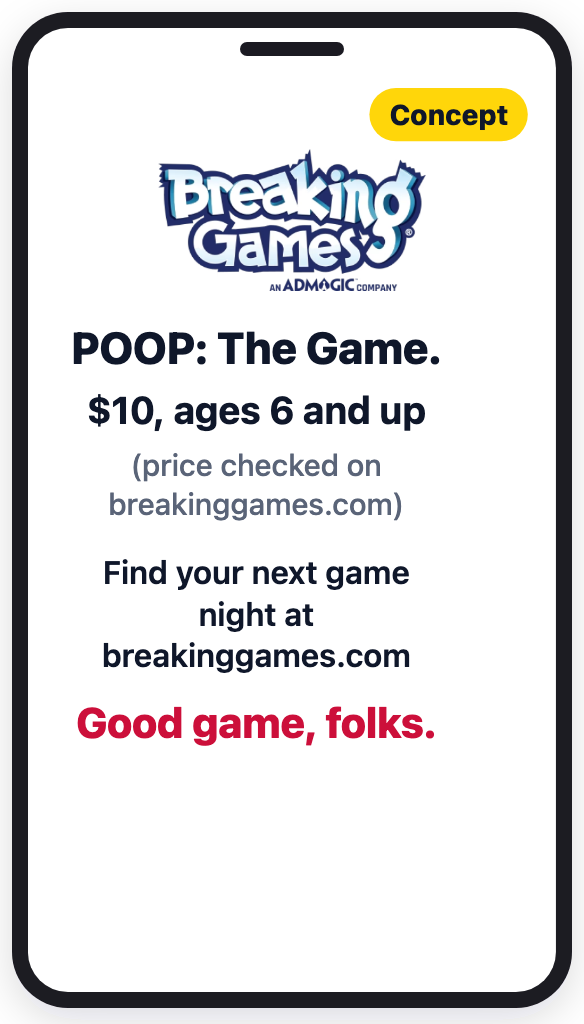 Concept
Breaking
Games®
AN ADMAGIC COMPANY
POOP: The Game.
$10, ages 6 and up
(price checked on
breakinggames.com)
Find your next game
night at
breakinggames.com
Good game, folks.